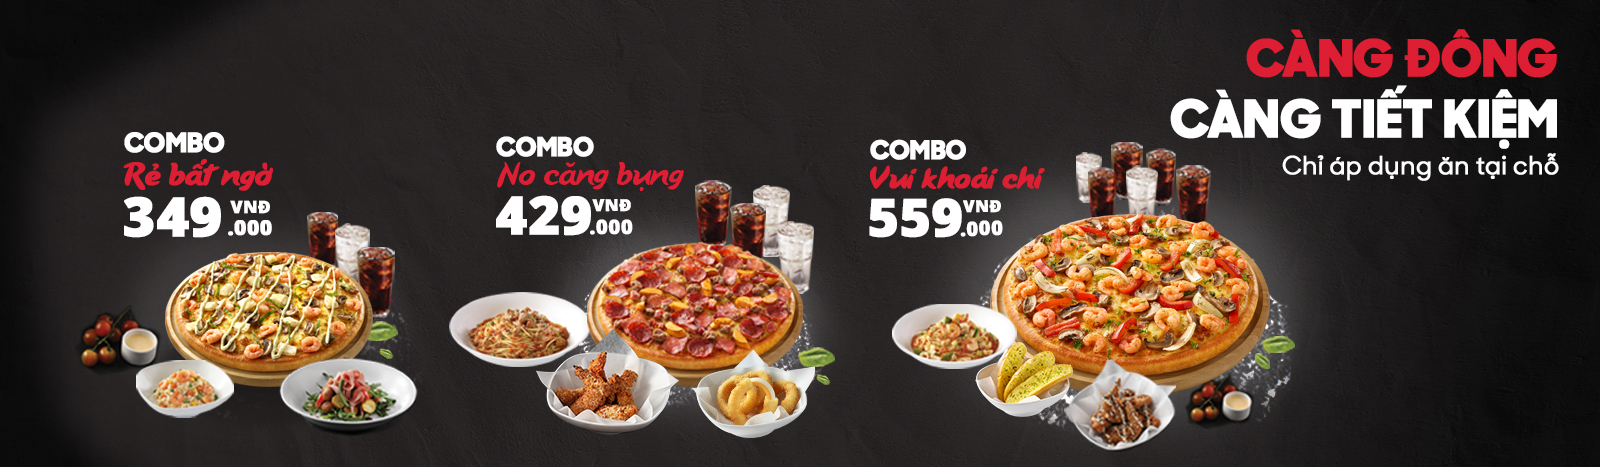 CÀNG ĐÔNG
CÀNG TIẾT KIỆM
Chỉ áp dụng ăn tại chỗ
COMBO
Rẻ bất ngờ
349.000 VNĐ
COMBO
No căng bụng
429.000 VNĐ
COMBO
Vui khoái chí
559.000 VNĐ